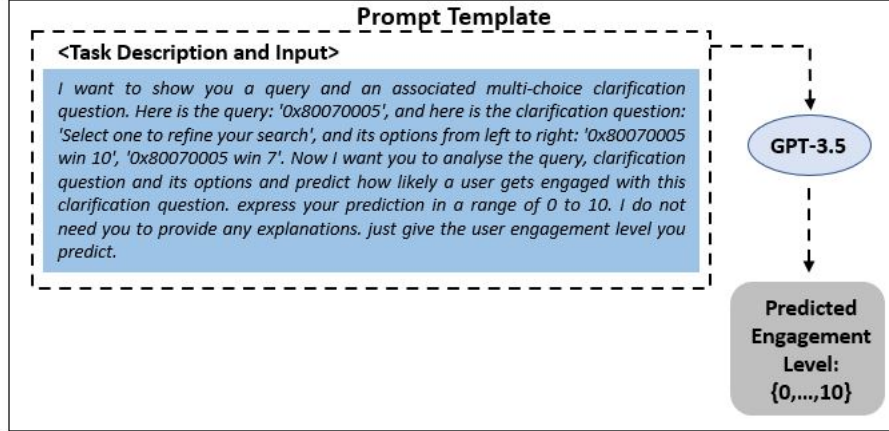 Prompt Template
<Task Description and Input>
I want to show you a query and an associated multi-choice clarification
question. Here is the query: '0x80070005', and here is the clarification question:
'Select one to refine your search', and its options from left to right: '0x80070005
win 10', '0x80070005 win 7'. Now I want you to analyse the query, clarification
question and its options and predict how likely a user gets engaged with this
clarification question. express your prediction in a range of 0 to 10. I do not
need you to provide any explanations. just give the user engagement level you
predict.
GPT-3.5
Predicted
Engagement
Level:
{0,...,10}